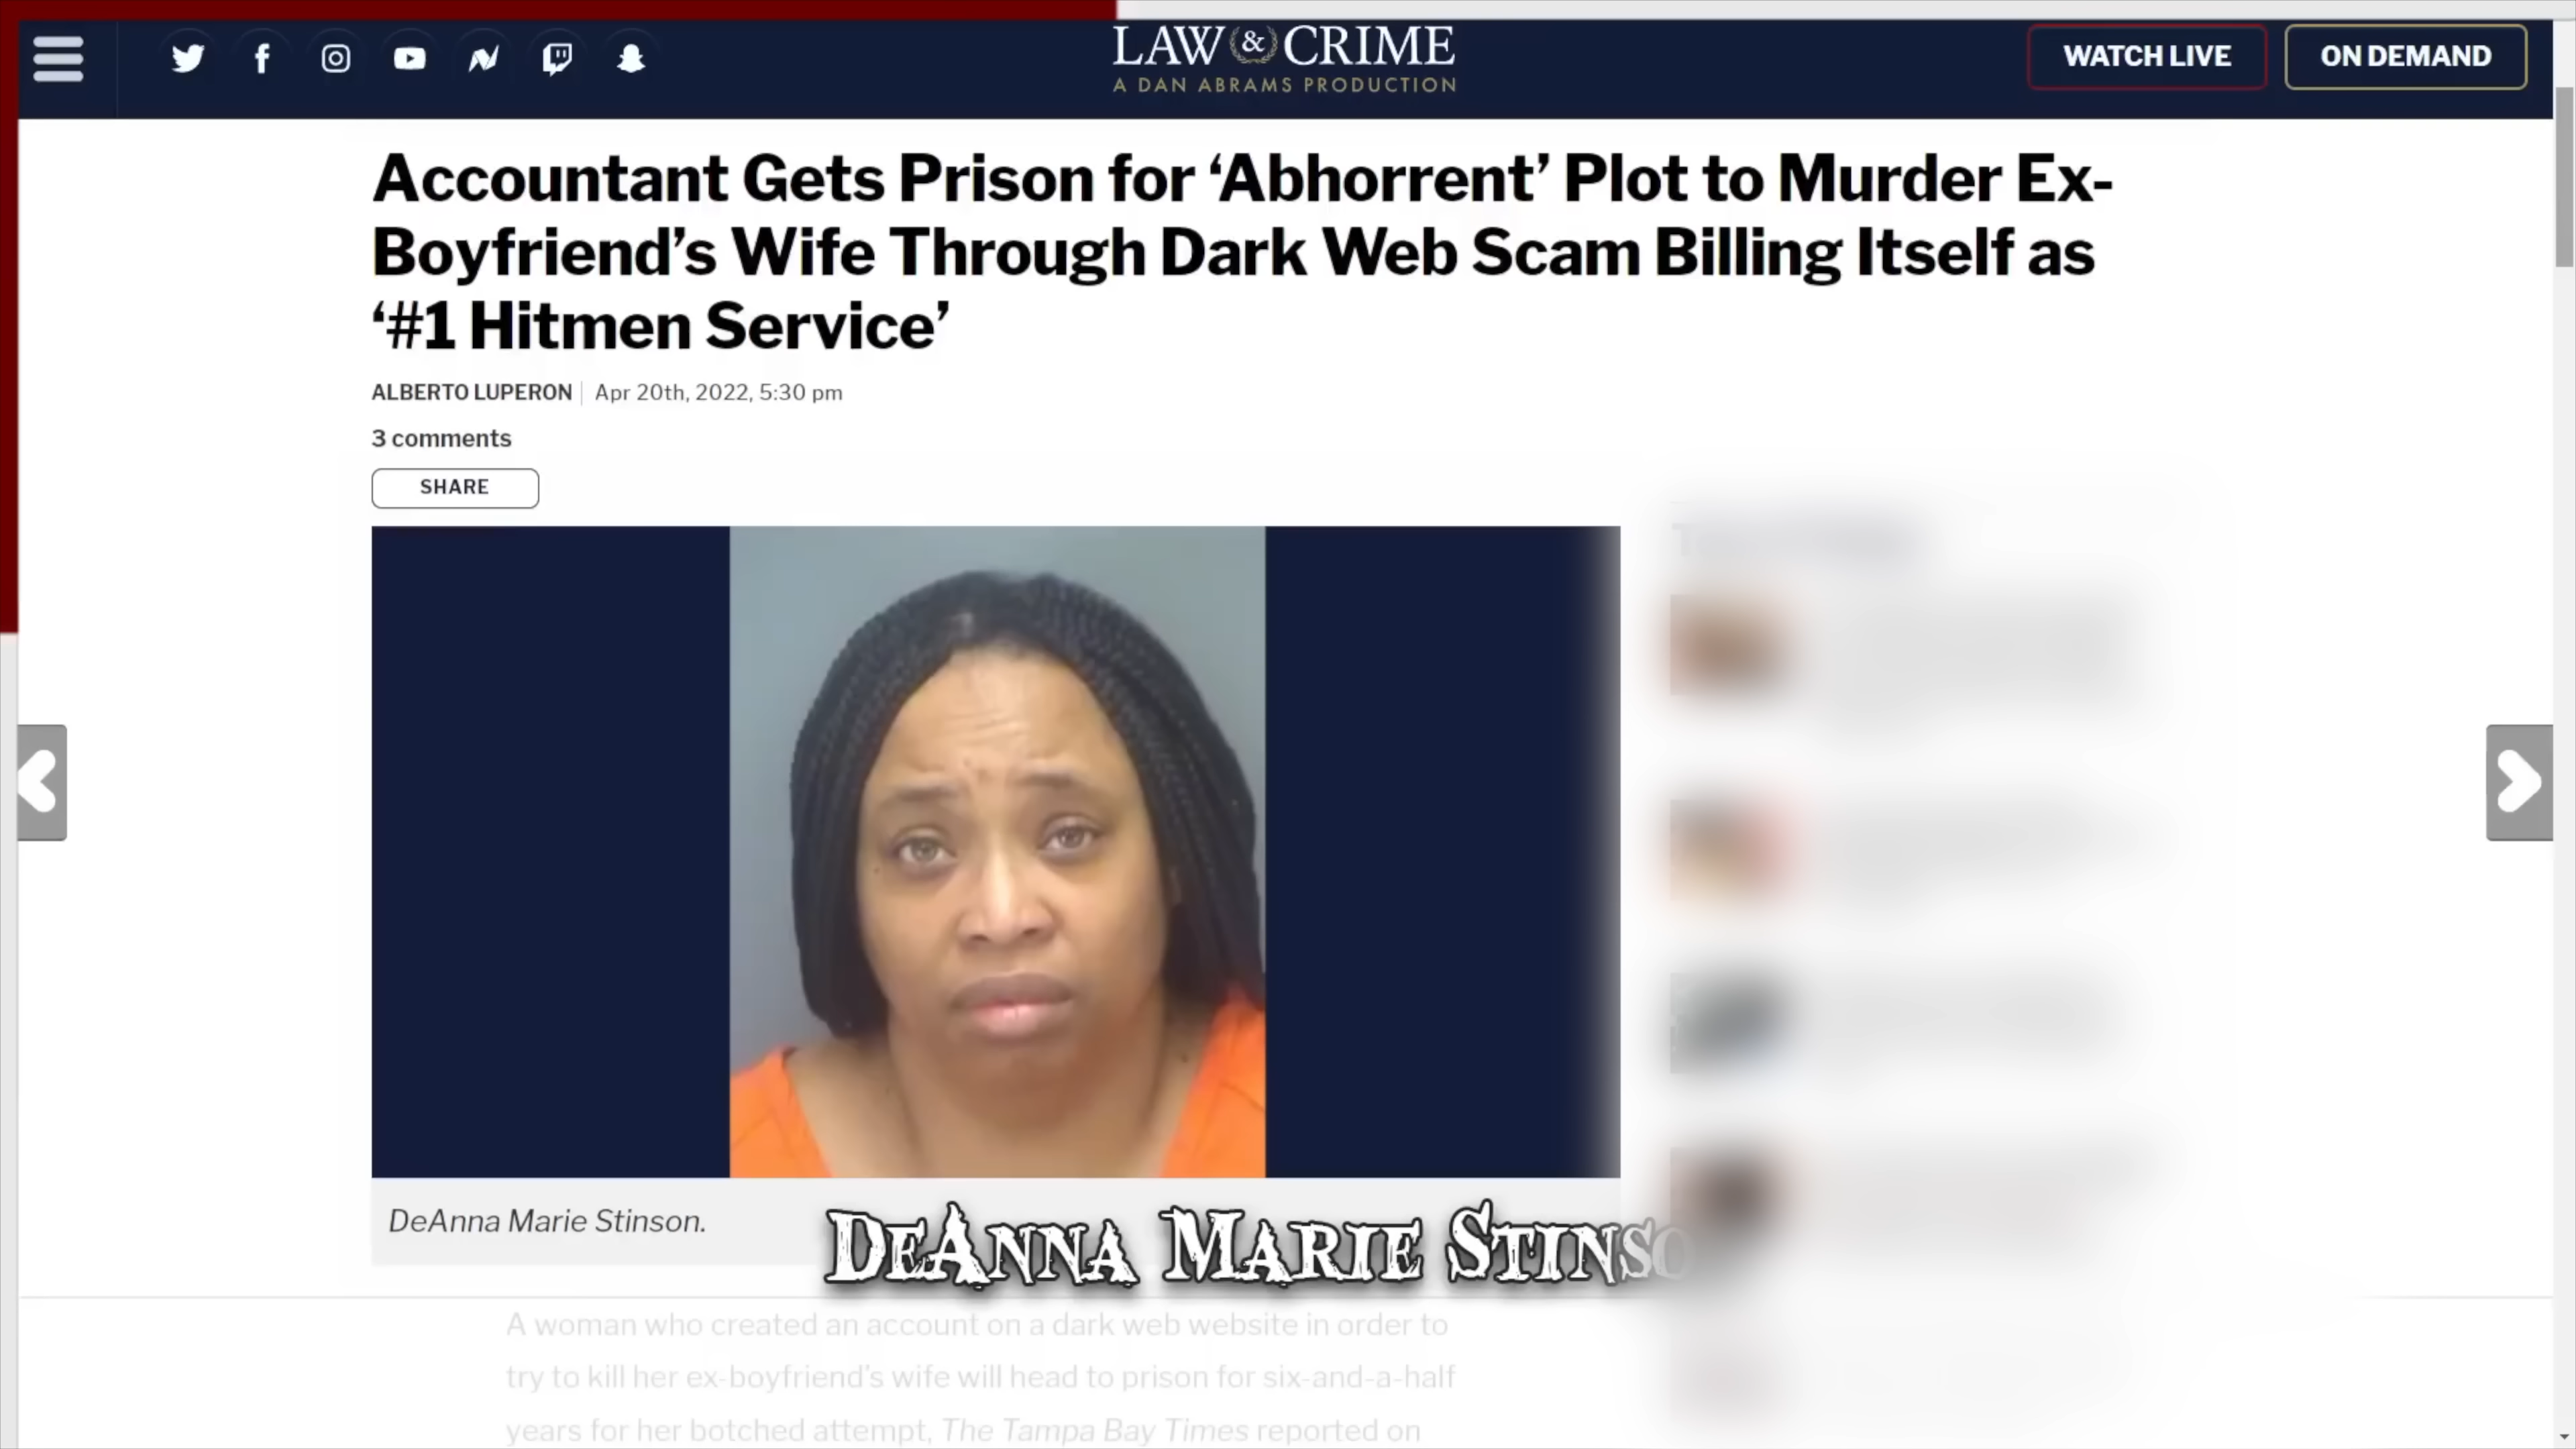 LAW & CRIME
A DAN ABRAMS PRODUCTION
WATCH LIVE
ON DEMAND
Accountant Gets Prison for ‘Abhorrent’ Plot to Murder Ex-
Boyfriend’s Wife Through Dark Web Scam Billing Itself as
‘#1 Hitmen Service’
ALBERTO LUPERON | Apr 20th, 2022, 5:30 pm
3 comments
SHARE
DeAnna Marie Stinson.
DeAnna Marie Stinso
A woman who created an account on a dark web website in order to
try to kill her ex-boyfriend’s wife will head to prison for six-and-a-half
years for her botched attempt, The Tampa Bay Times reported on